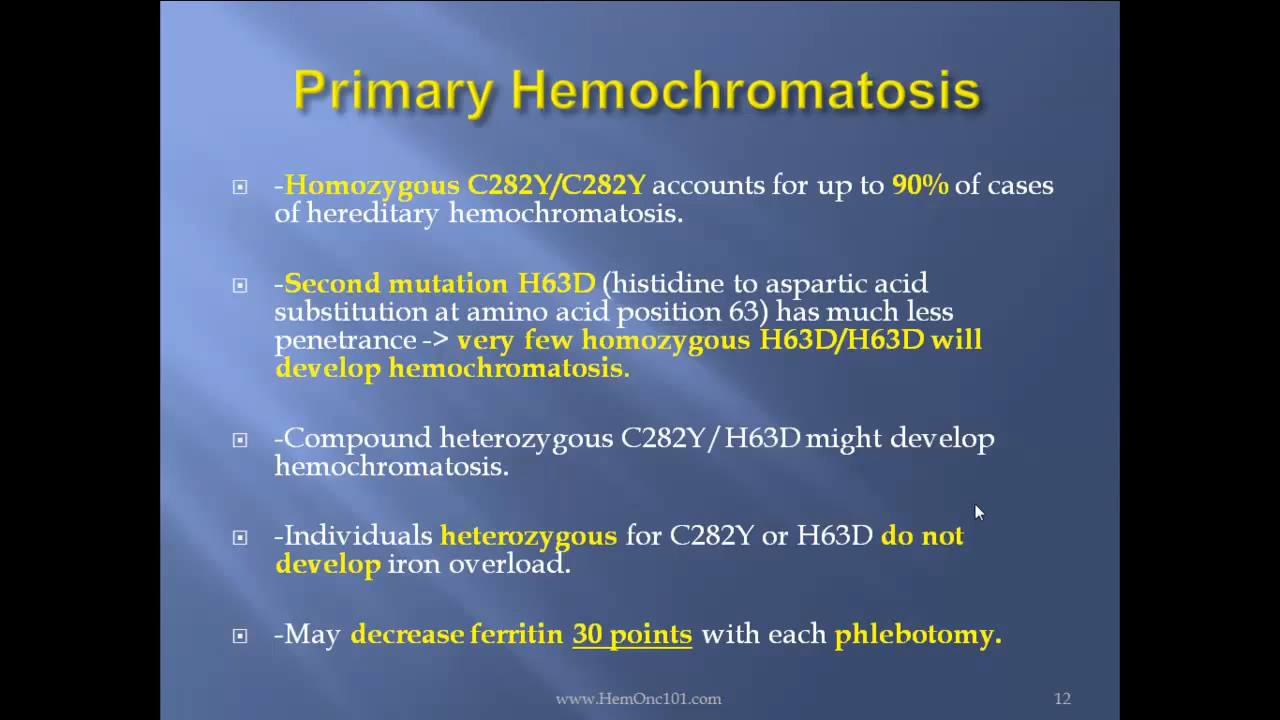 Primary Hemochromatosis
-Homozygous C282Y/C282Y accounts for up to 90% of cases
of hereditary hemochromatosis.
-Second mutation H63D (histidine to aspartic acid
substitution at amino acid position 63) has much less
penetrance -> very few homozygous H63D/H63D will
develop hemochromatosis.
-Compound heterozygous C282Y/H63D might develop
hemochromatosis.
-Individuals heterozygous for C282Y or H63D do not
develop iron overload.
-May decrease ferritin 30 points with each phlebotomy.
www.HemOnc101.com 12